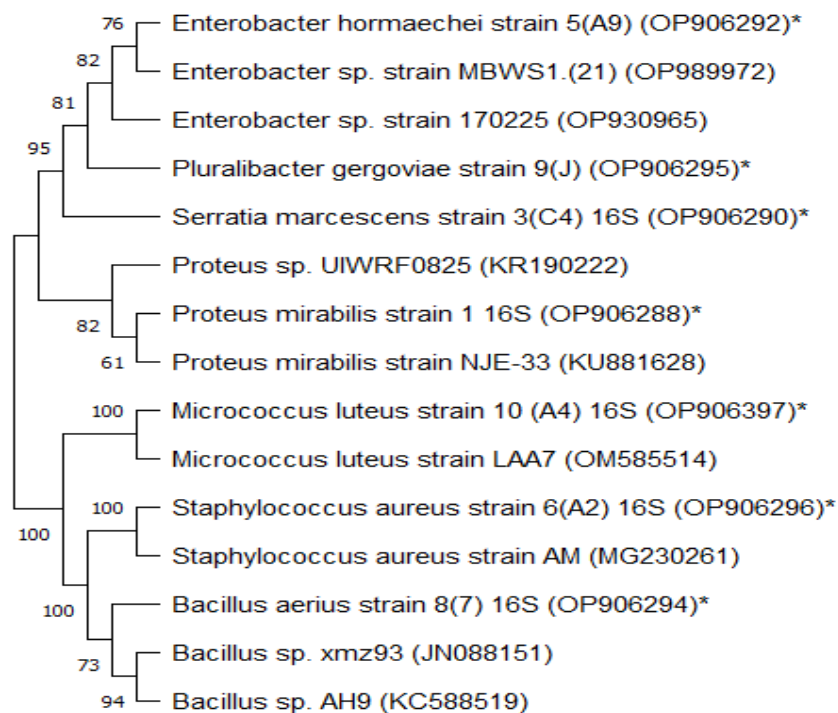 76 Enterobacter hormaechei strain 5(A9) (OP906292)*
82 Enterobacter sp. strain MBWS1.(21) (OP989972)
81 Enterobacter sp. strain 170225 (OP930965)
95 Pluralibacter gergoviae strain 9(J) (OP906295)*
Serratia marcescens strain 3(C4) 16S (OP906290)*
Proteus sp. UIWRF0825 (KR190222)
82 Proteus mirabilis strain 1 16S (OP906288)*
61 Proteus mirabilis strain NJE-33 (KU881628)
100 Micrococcus luteus strain 10 (A4) 16S (OP906397)*
Micrococcus luteus strain LAA7 (OM585514)
100 Staphylococcus aureus strain 6(A2) 16S (OP906296)*
100 Staphylococcus aureus strain AM (MG230261)
100 Bacillus aerius strain 8(7) 16S (OP906294)*
73 Bacillus sp. xmz93 (JN088151)
94 Bacillus sp. AH9 (KC588519)